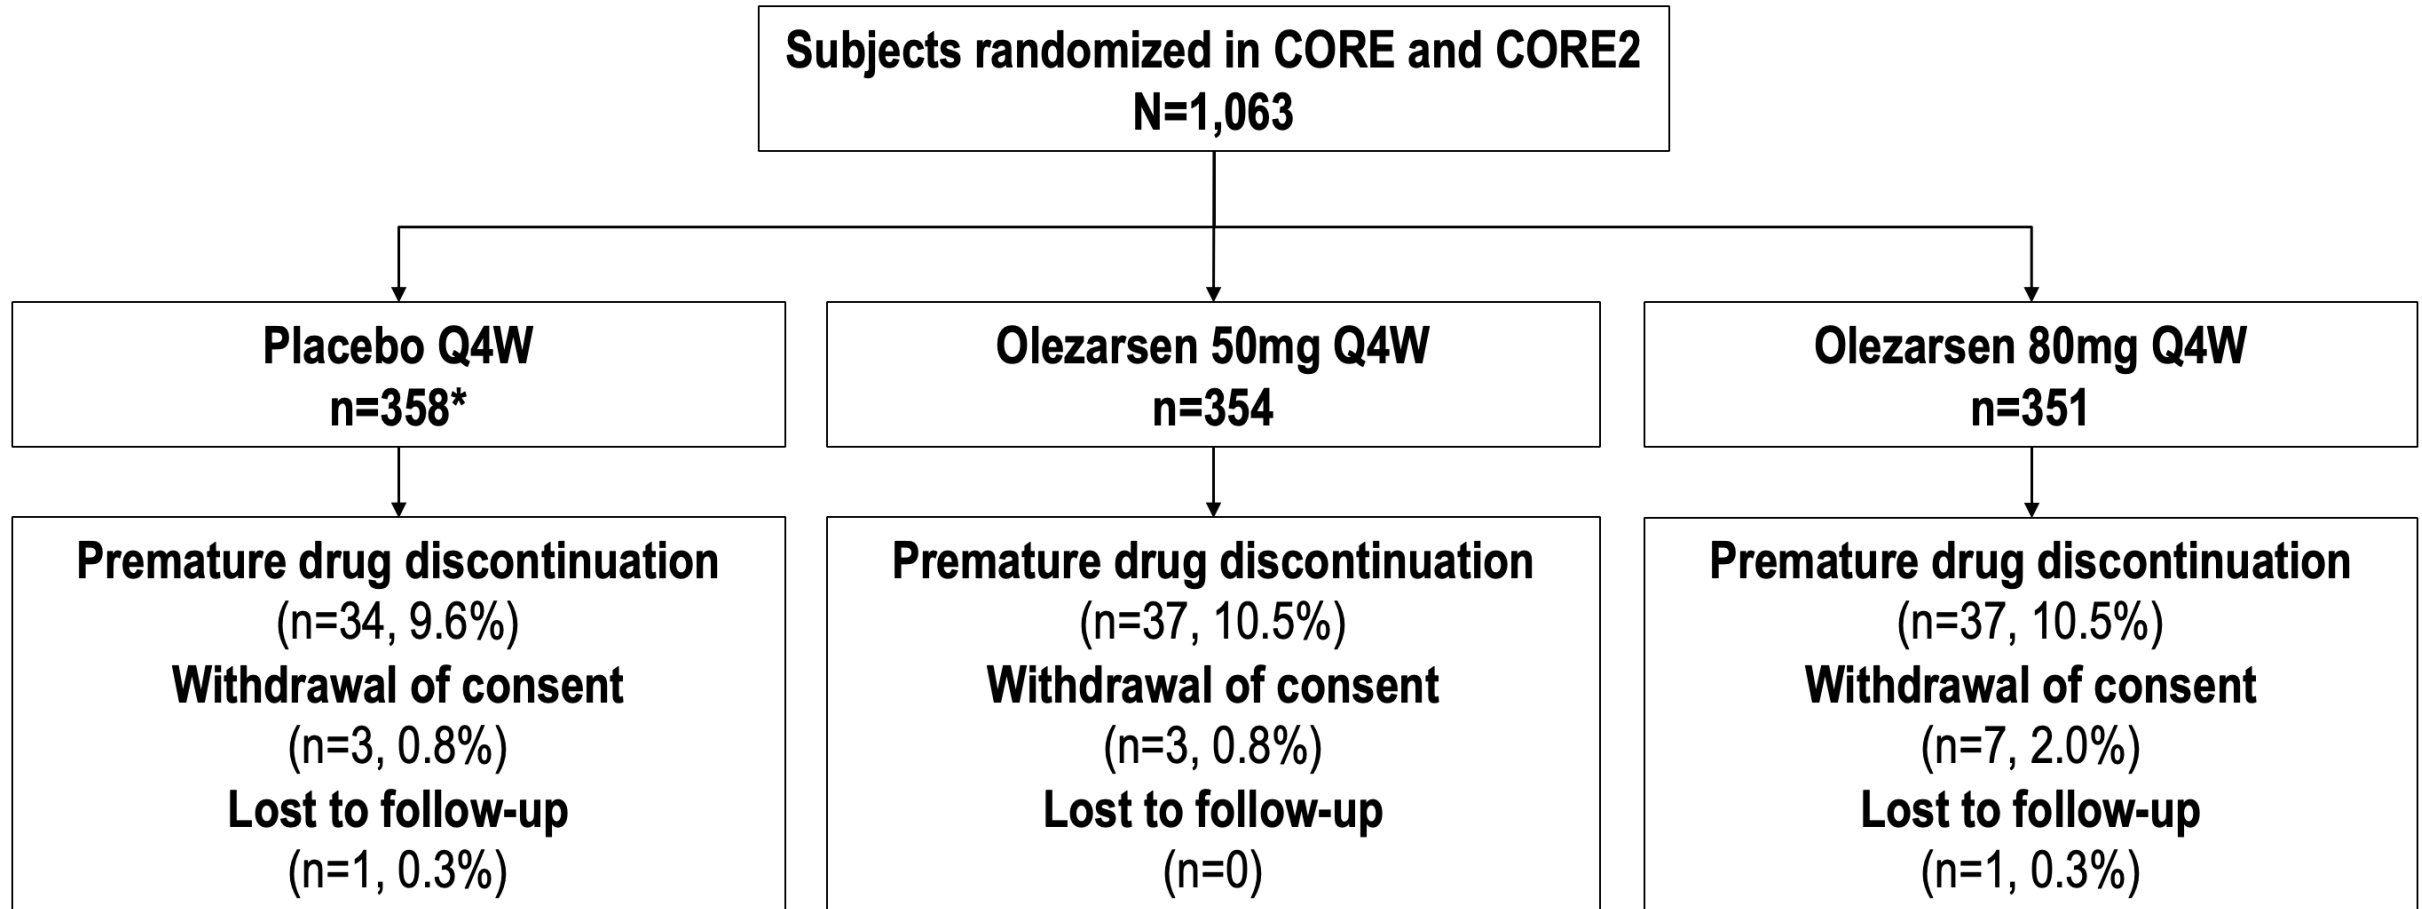 Subjects randomized in CORE and CORE2
N=1,063
Placebo Q4W
n=358*
Olezarsen 50mg Q4W
n=354
Olezarsen 80mg Q4W
n=351
Premature drug discontinuation
(n=34, 9.6%)
Withdrawal of consent
(n=3, 0.8%)
Lost to follow-up
(n=1, 0.3%)
Premature drug discontinuation
(n=37, 10.5%)
Withdrawal of consent
(n=3, 0.8%)
Lost to follow-up
(n=0)
Premature drug discontinuation
(n=37, 10.5%)
Withdrawal of consent
(n=7, 2.0%)
Lost to follow-up
(n=1, 0.3%)